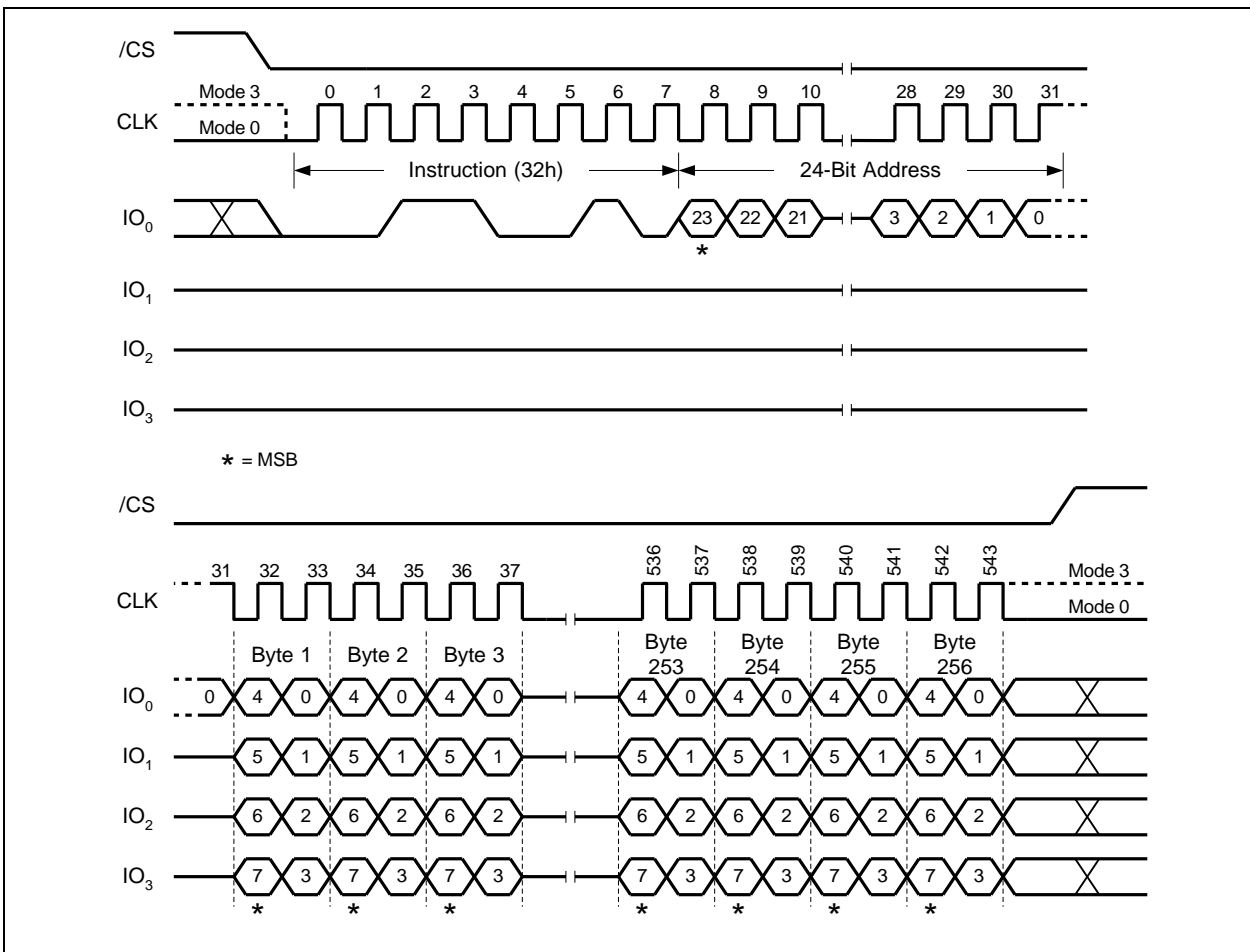 /CS
Mode 3 0 1 2 3 4 5 6 7 8 9 10 28 29 30 31
CLK
Mode 0
Instruction (32h) 24-Bit Address
IO0 23 22 21 3 2 1 0
*
IO1
IO2
IO3
* = MSB
/CS
31 32 33 34 35 36 37 536 537 538 539 540 541 542 543 Mode 3
CLK
Mode 0
Byte 1 Byte 2 Byte 3 Byte 253 Byte 254 Byte 255 Byte 256
IO0 0 4 0 4 0 4 0 4 0 4 0 4 0 4 0
IO1 5 1 5 1 5 1 5 1 5 1 5 1 5 1
IO2 6 2 6 2 6 2 6 2 6 2 6 2 6 2
IO3 7 3 7 3 7 3 7 3 7 3 7 3 7 3
* * * * * * *